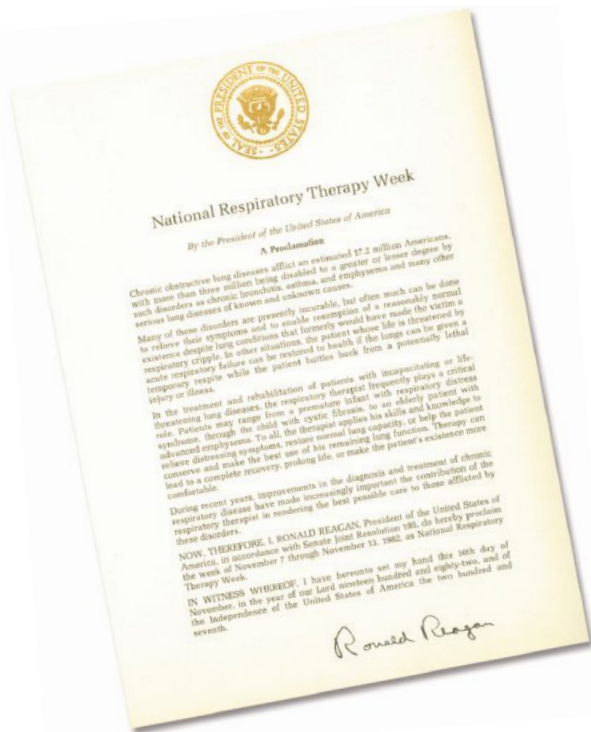 SEAL OF THE PRESIDENT OF THE UNITED STATES
National Respiratory Therapy Week
By the President of the United States of America
A Proclamation
Chronic obstructive lung diseases afflict an estimated 17.2 million Americans,
with more than three million being disabled to a greater or lesser degree by
such disorders as chronic bronchitis, asthma, and emphysema and many other
serious lung diseases of known and unknown causes.
Many of these disorders are presently incurable, but often much can be done
to relieve their symptoms and to enable resumption of a reasonably normal
existence despite lung conditions that formerly would have made the victim a
respiratory cripple. In other situations, the patient whose life is threatened by
acute respiratory failure can be restored to health if the lungs can be given a
temporary respite while the patient battles back from a potentially lethal
injury or illness.
In the treatment and rehabilitation of patients with incapacitating or life-
threatening lung diseases, the respiratory therapist frequently plays a critical
role. Patients may range from a premature infant with respiratory distress
syndrome, through the child with cystic fibrosis, to an elderly patient with
advanced emphysema. To all, the therapist applies his skills and knowledge to
relieve distressing symptoms, restore normal lung capacity, or help the patient
conserve and make the best use of his remaining lung function. Therapy can
lead to a complete recovery, prolong life, or make the patient's existence more
comfortable.
During recent years, improvements in the diagnosis and treatment of chronic
respiratory disease have made increasingly important the contribution of the
respiratory therapist in rendering the best possible care to those afflicted by
these disorders.
NOW, THEREFORE, I, RONALD REAGAN, President of the United States of
America, in accordance with Senate Joint Resolution 193, do hereby proclaim
the week of November 7 through November 13, 1982, as National Respiratory
Therapy Week.
IN WITNESS WHEREOF, I have hereunto set my hand this day of
November, in the year of our Lord nineteen hundred and eighty-two, and of
the Independence of the United States of America the two hundred and
seventh.
Ronald Reagan